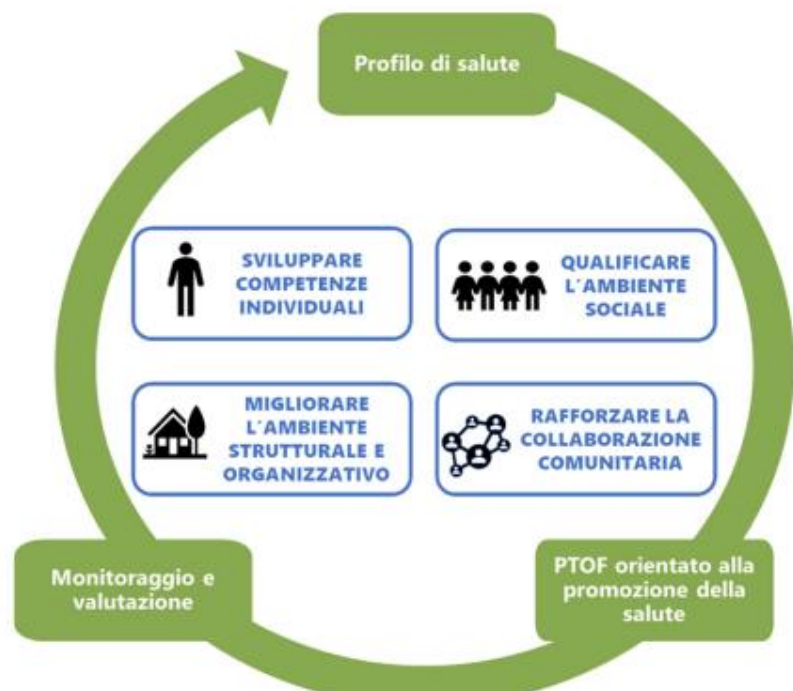 Profilo di salute
SVILUPPARE
COMPETENZE
INDIVIDUALI
QUALIFICARE
L'AMBIENTE
SOCIALE
MIGLIORARE
L'AMBIENTE
STRUTTURALE E
ORGANIZZATIVO
RAFFORZARE LA
COLLABORAZIONE
COMUNITARIA
Monitoraggio e
valutazione
PTOF orientato alla
promozione della
salute